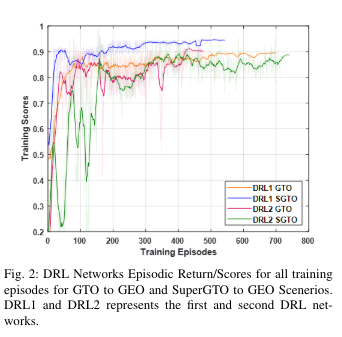 1
0.9
0.8
0.7
0.6
0.5
0.4
0.3
0.2
0
100
200
300
400
500
600
700
800
Training Scores
Training Episodes
DRL1 GTO
DRL1 SGTO
DRL2 GTO
DRL2 SGTO
Fig. 2: DRL Networks Episodic Return/Scores for all training
episodes for GTO to GEO and SuperGTO to GEO Scenerios.
DRL1 and DRL2 represents the first and second DRL net-
works.